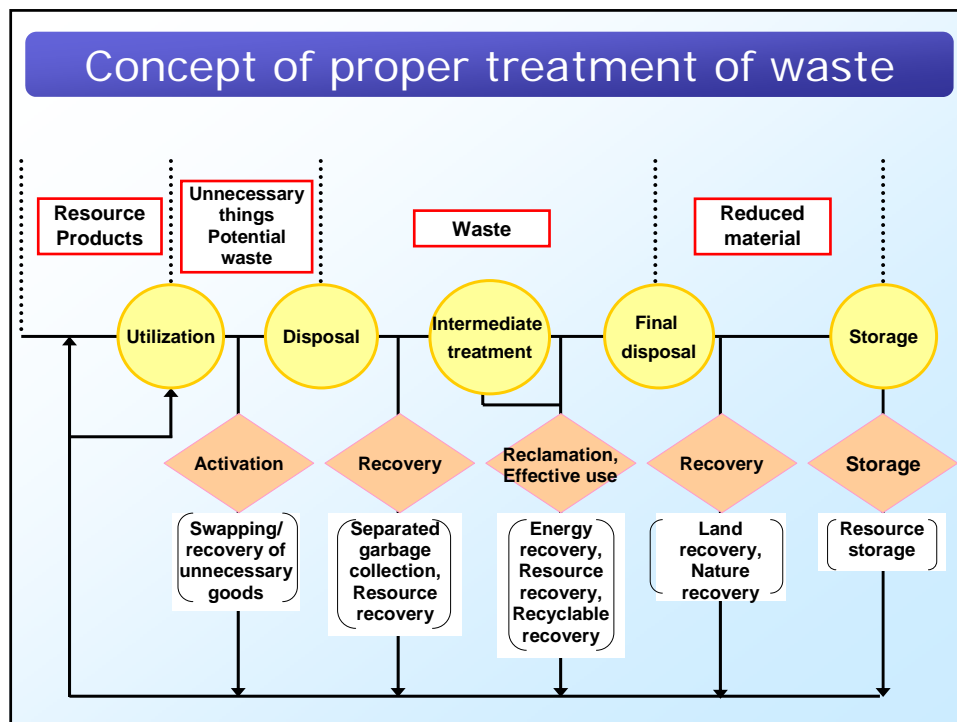 Concept of proper treatment of waste
Resource
Products
Unnecessary
things
Potential
waste
Waste
Reduced
material
Utilization
Disposal
Intermediate
treatment
Final
disposal
Storage
Activation
Recovery
Reclamation,
Effective use
Recovery
Storage
Swapping/
recovery of
unnecessary
goods
Separated
garbage
collection,
Resource
recovery
Energy
recovery,
Resource
recovery,
Recyclable
recovery
Land
recovery,
Nature
recovery
Resource
storage